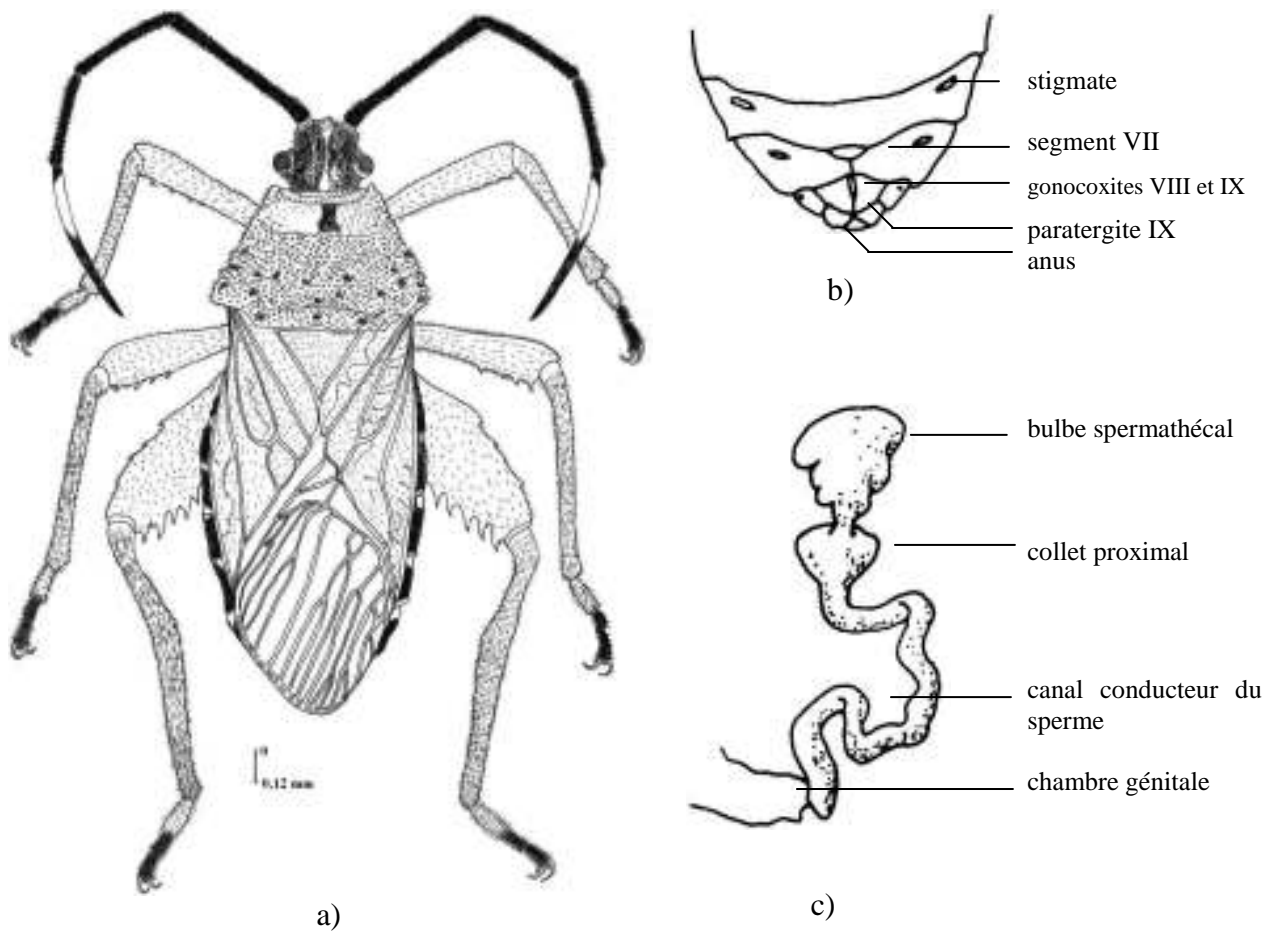 stigmate
segment VII
gonocoxites VIII et IX
paratergite IX
anus
b)
bulbe spermathécal
collet proximal
canal conducteur du
sperme
chambre génitale
0
0,12 mm
a)
c)